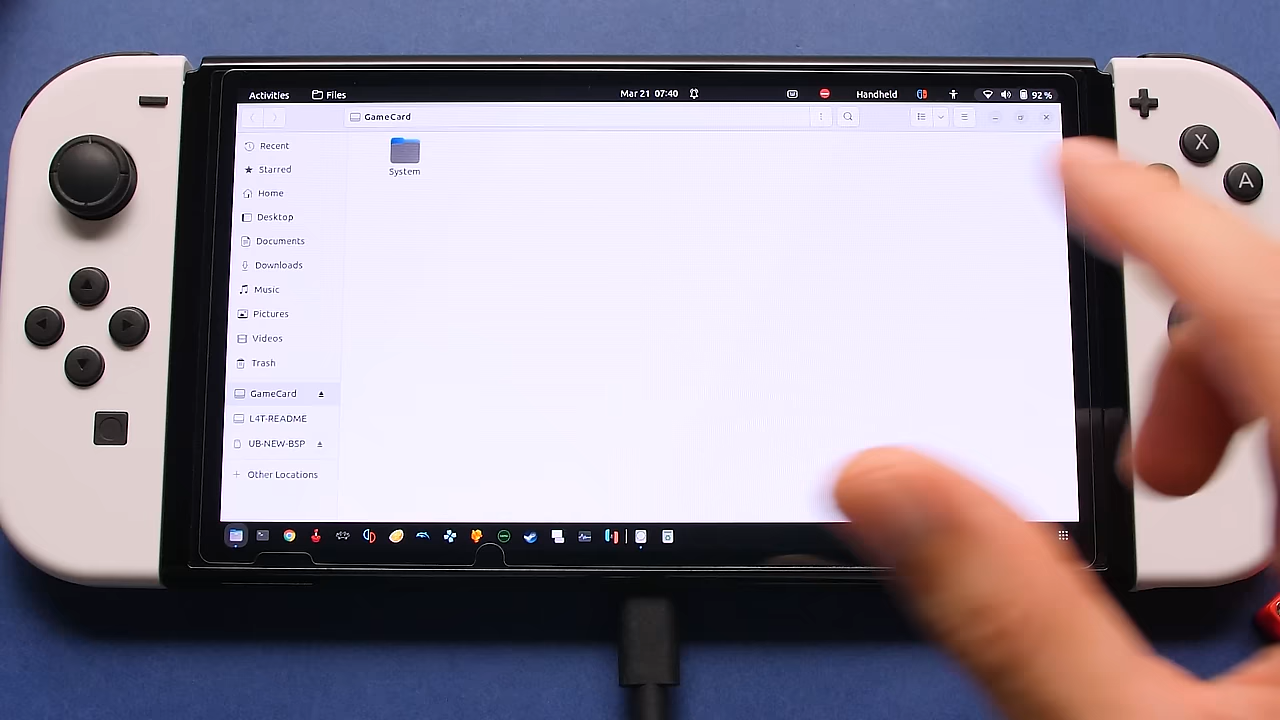 Activities Files Mar 21 07:40 Handheld 92 %
GameCard
Recent
Starred
Home
Desktop
Documents
Downloads
Music
Pictures
Videos
Trash
GameCard
L4T-README
UB-NEW-BSP
Other Locations
System
X
A